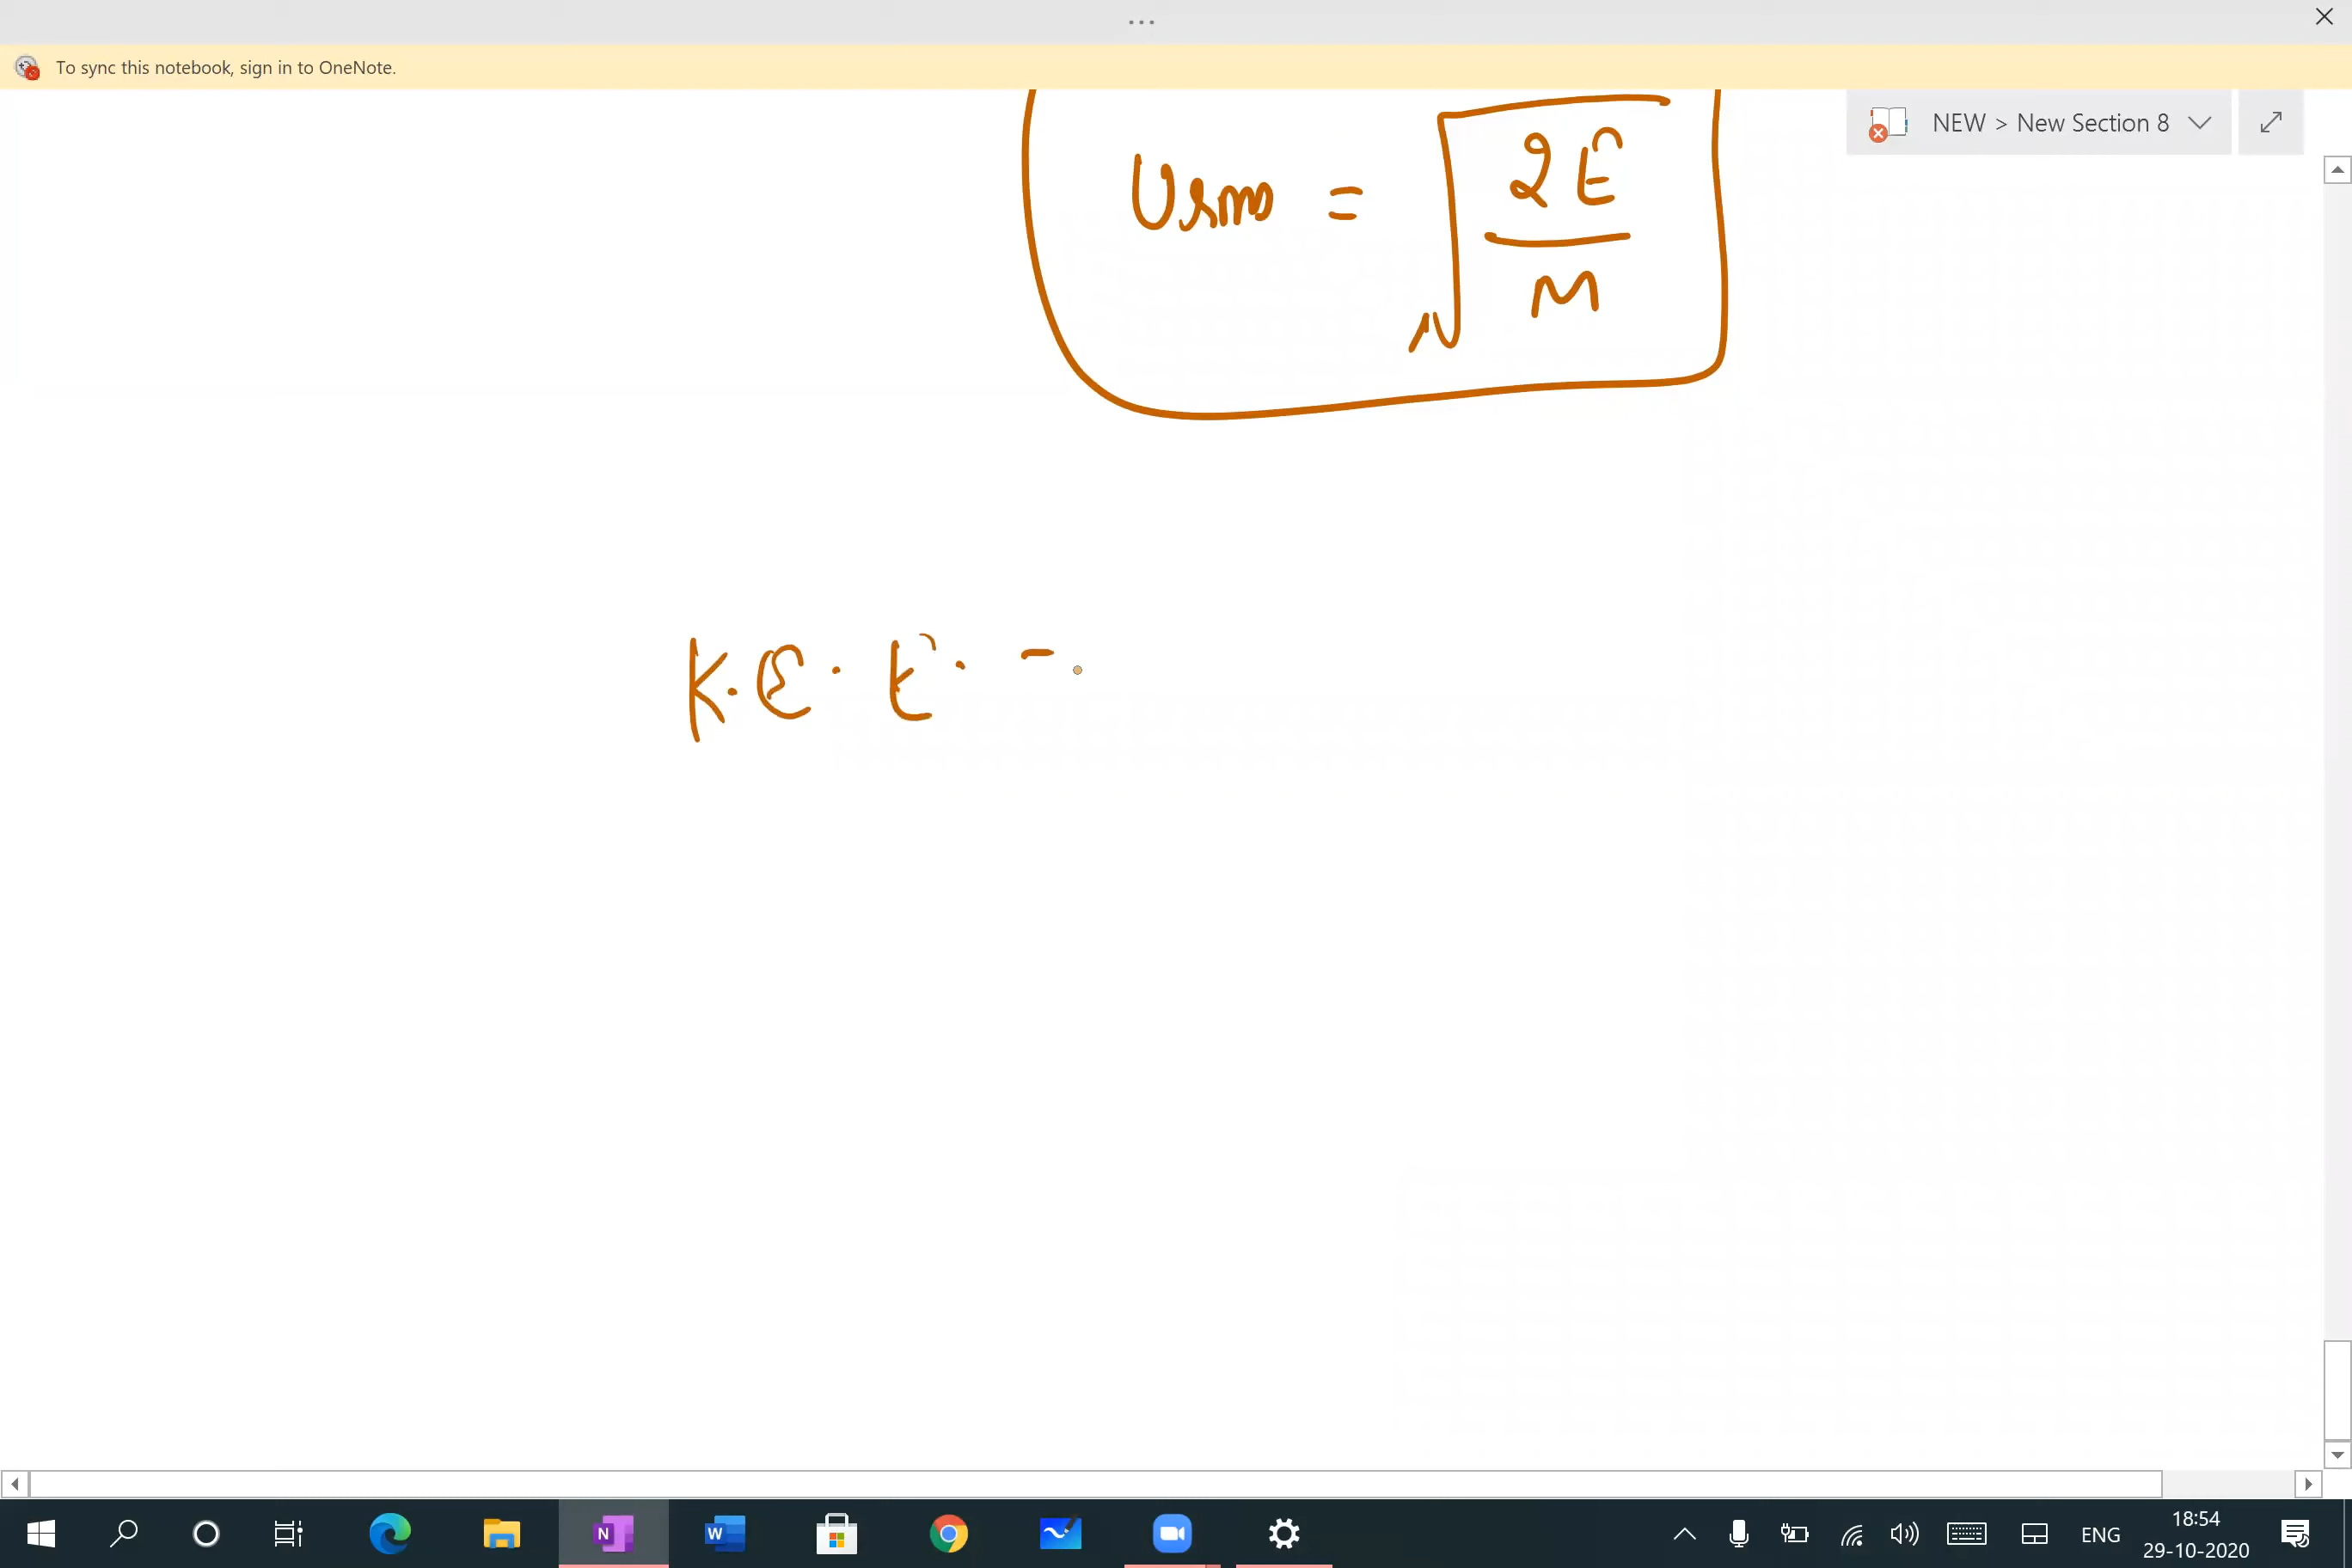 To sync this notebook, sign in to OneNote.
NEW > New Section 8
Urms = √ 2E / M
K. E. E. -
ENG
18:54
29-10-2020